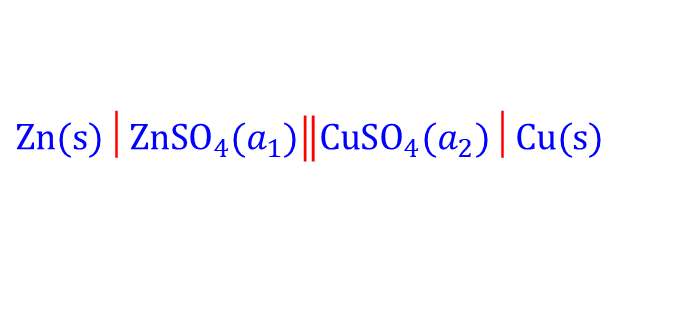 Zn(s) | ZnSO₄(a₁) || CuSO₄(a₂) | Cu(s)